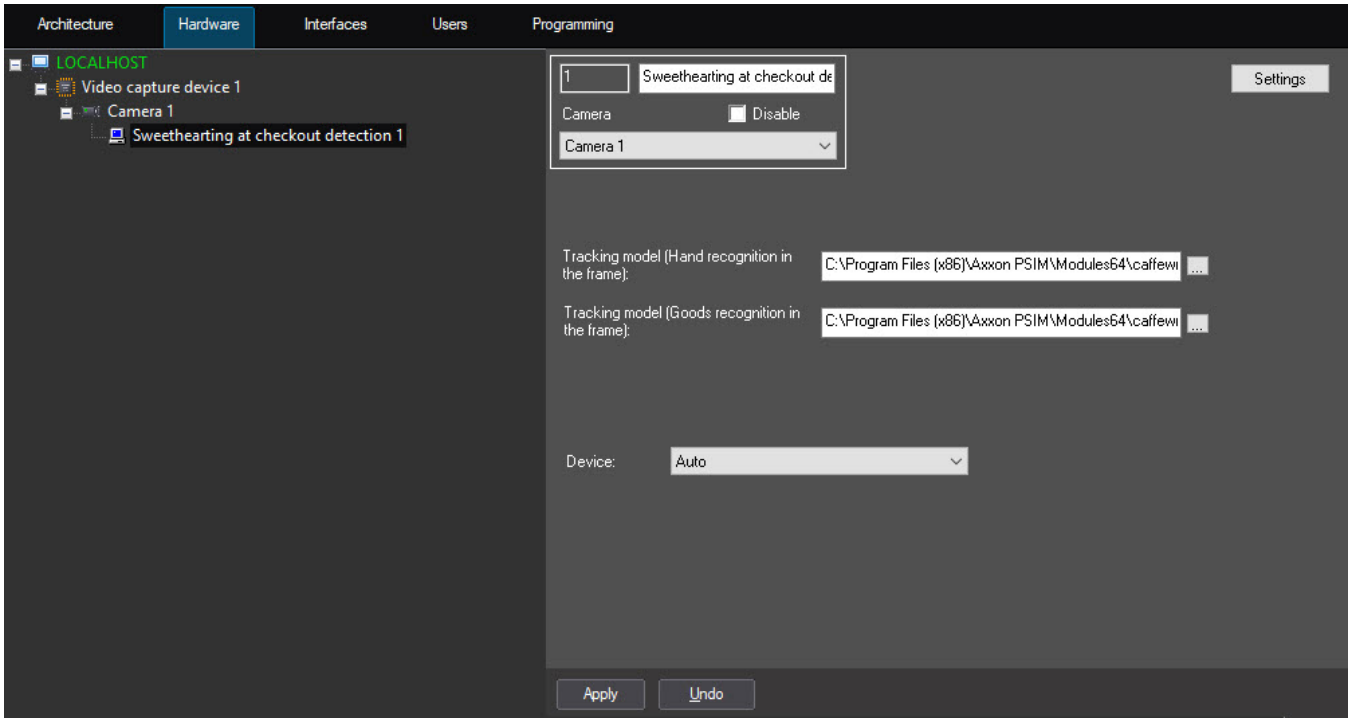 Architecture Hardware Interfaces Users Programming
LOCALHOST
Video capture device 1
Camera 1
Sweethearting at checkout detection 1
1 Sweethearting at checkout de
Settings
Camera Disable
Camera 1
Tracking model (Hand recognition in
the frame):
C:\Program Files (x86)\Axxon PSIM\Modules64\caffew
...
Tracking model (Goods recognition in
the frame):
C:\Program Files (x86)\Axxon PSIM\Modules64\caffew
...
Device: Auto
Apply Undo